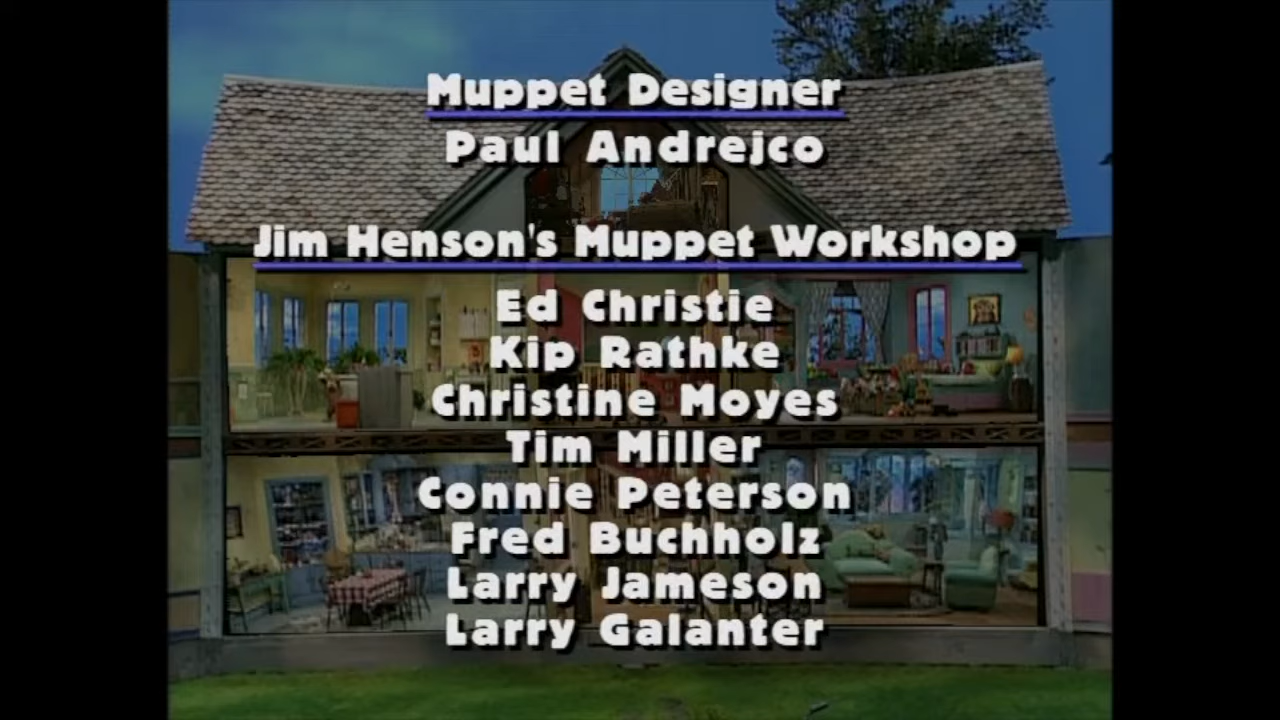 Muppet Designer
Paul Andrejco
Jim Henson's Muppet Workshop
Ed Christie
Kip Rathke
Christine Moyes
Tim Miller
Connie Peterson
Fred Buchholz
Larry Jameson
Larry Galanter